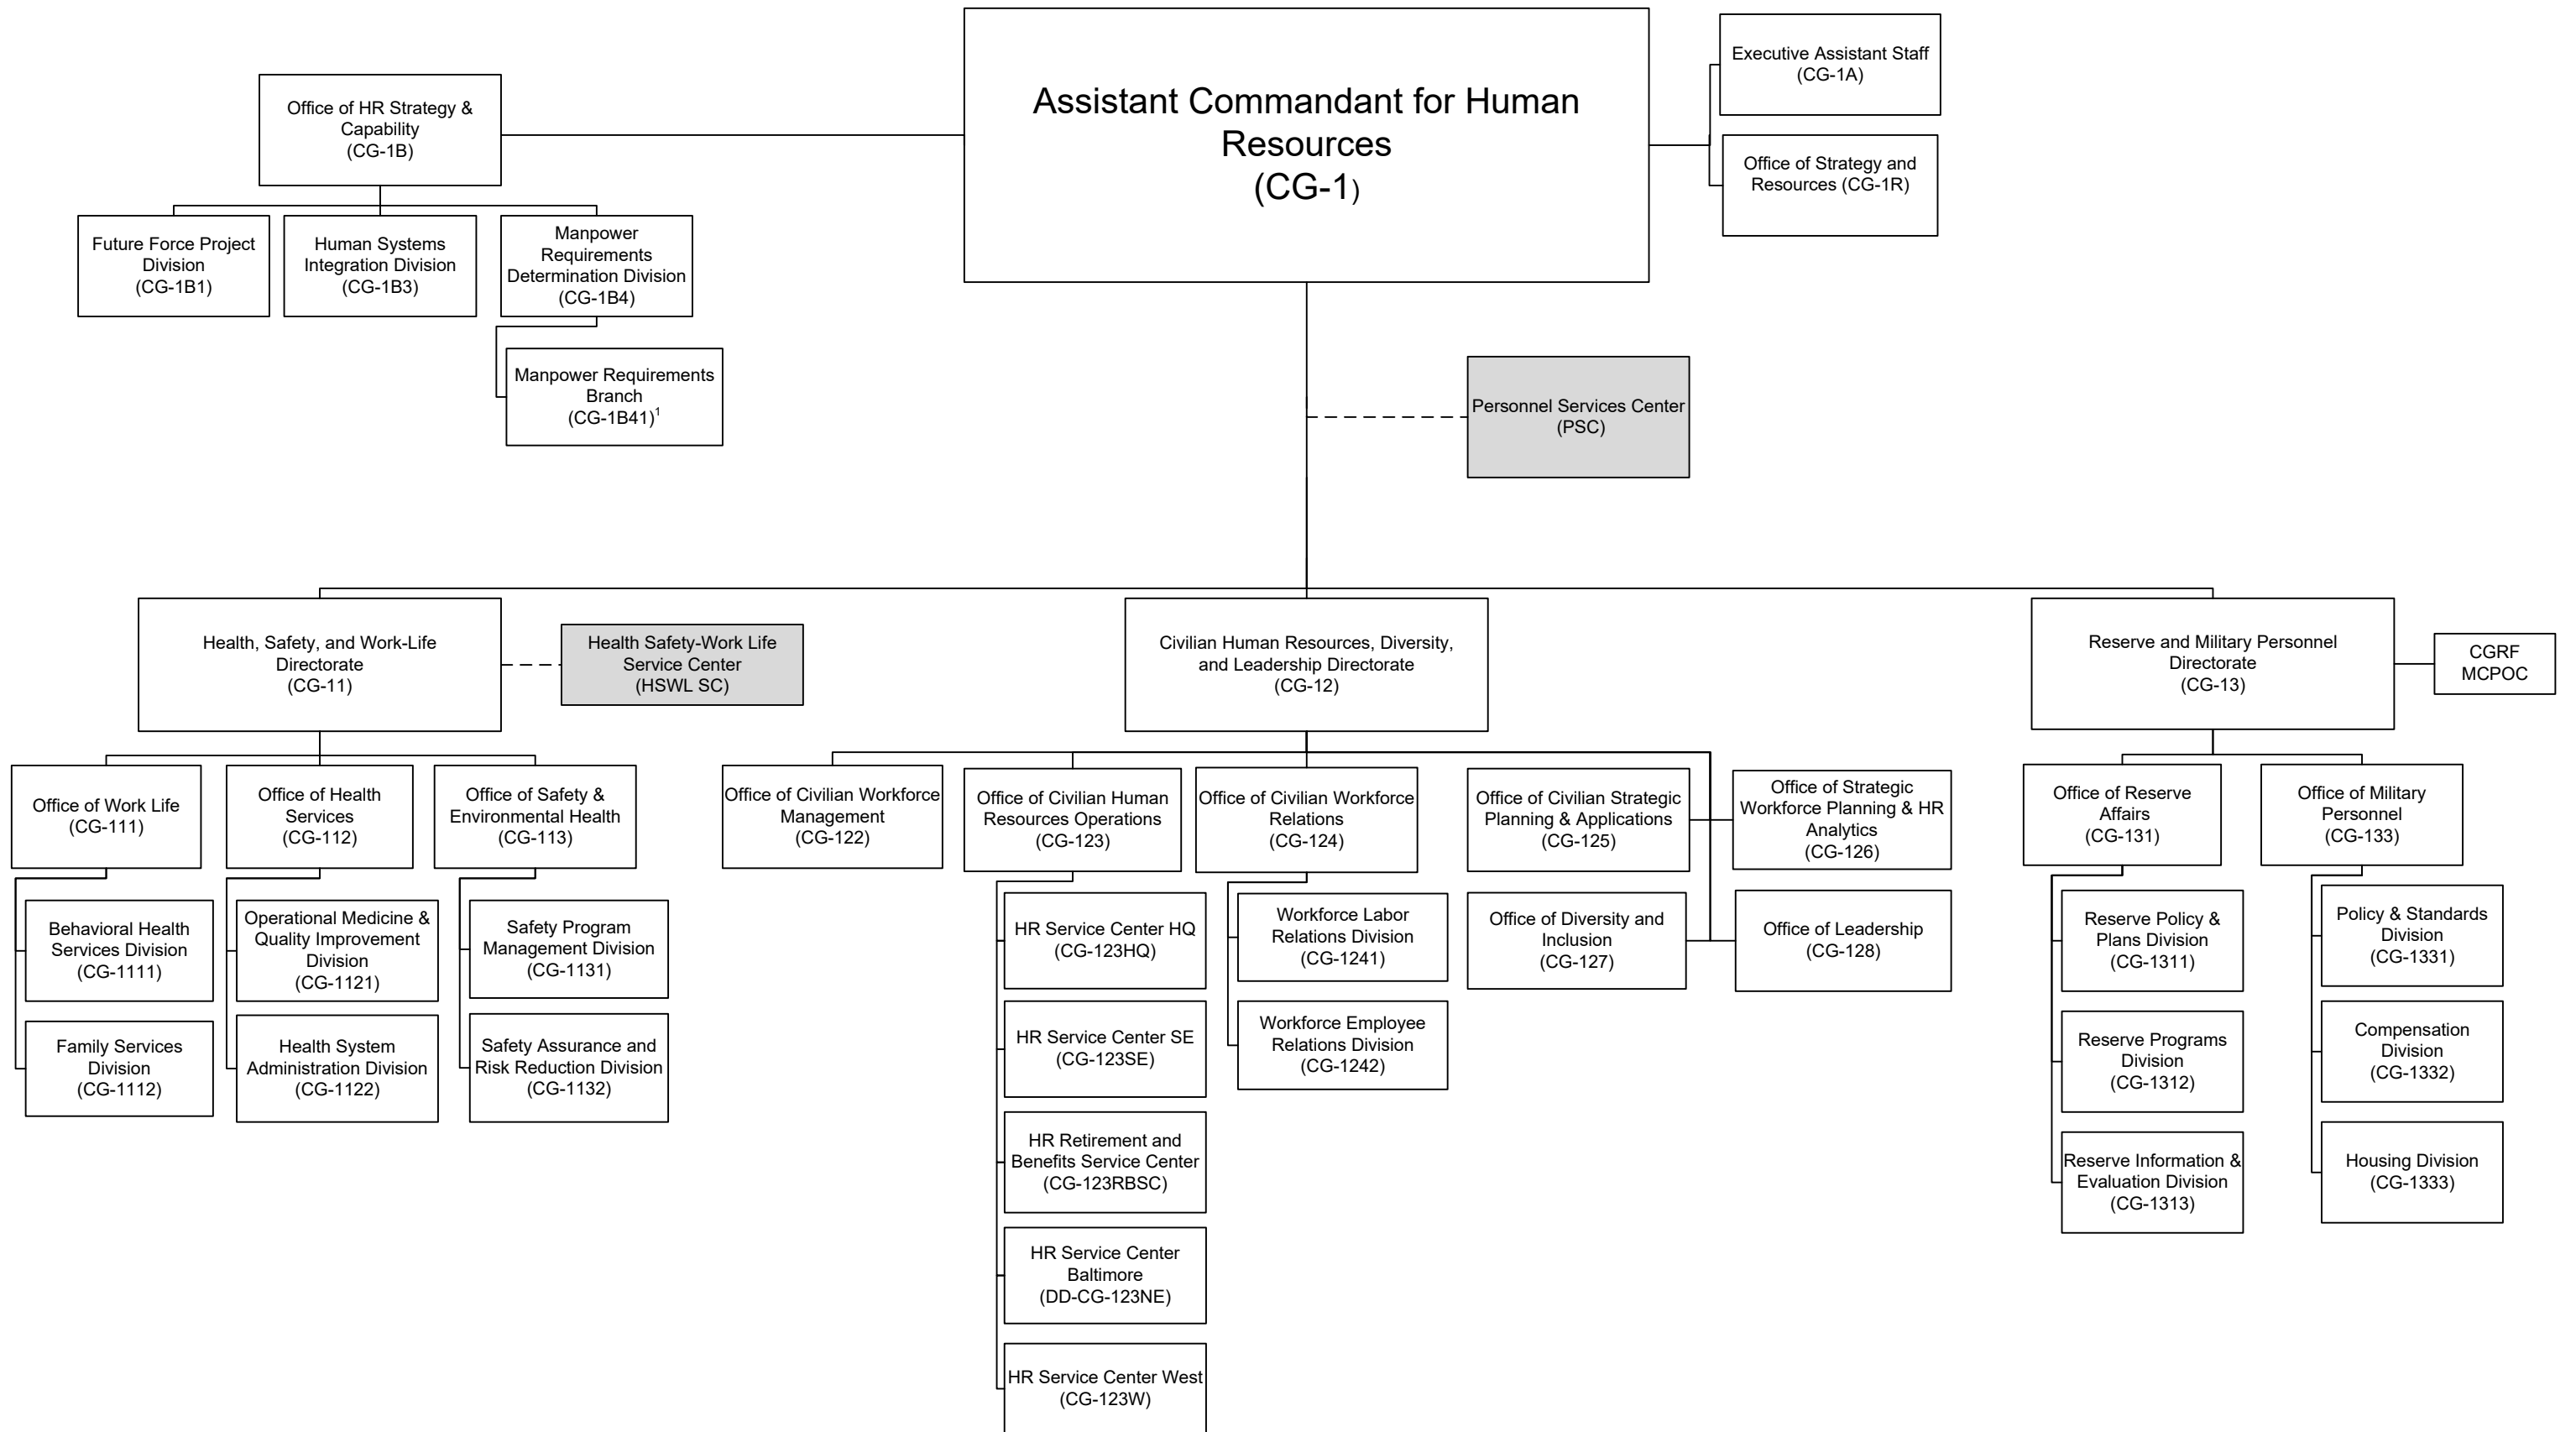 Assistant Commandant for Human
Resources
(CG-1)
Executive Assistant Staff
(CG-1A)
Office of Strategy and
Resources (CG-1R)
Office of HR Strategy &
Capability
(CG-1B)
Future Force Project
Division
(CG-1B1)
Human Systems
Integration Division
(CG-1B3)
Manpower
Requirements
Determination Division
(CG-1B4)
Manpower Requirements
Branch
(CG-1B41)1
Personnel Services Center
(PSC)
Health, Safety, and Work-Life
Directorate
(CG-11)
Health Safety-Work Life
Service Center
(HSWL SC)
Civilian Human Resources, Diversity,
and Leadership Directorate
(CG-12)
Reserve and Military Personnel
Directorate
(CG-13)
CGRF
MCPOC
Office of Work Life
(CG-111)
Office of Health
Services
(CG-112)
Office of Safety &
Environmental Health
(CG-113)
Office of Civilian Workforce
Management
(CG-122)
Office of Civilian Human
Resources Operations
(CG-123)
Office of Civilian Workforce
Relations
(CG-124)
Office of Civilian Strategic
Planning & Applications
(CG-125)
Office of Strategic
Workforce Planning & HR
Analytics
(CG-126)
Office of Reserve
Affairs
(CG-131)
Office of Military
Personnel
(CG-133)
Behavioral Health
Services Division
(CG-1111)
Family Services
Division
(CG-1112)
Operational Medicine &
Quality Improvement
Division
(CG-1121)
Health System
Administration Division
(CG-1122)
Safety Program
Management Division
(CG-1131)
Safety Assurance and
Risk Reduction Division
(CG-1132)
HR Service Center HQ
(CG-123HQ)
HR Service Center SE
(CG-123SE)
HR Retirement and
Benefits Service Center
(CG-123RBSC)
HR Service Center
Baltimore
(DD-CG-123NE)
HR Service Center West
(CG-123W)
Workforce Labor
Relations Division
(CG-1241)
Workforce Employee
Relations Division
(CG-1242)
Office of Diversity and
Inclusion
(CG-127)
Office of Leadership
(CG-128)
Reserve Policy &
Plans Division
(CG-1311)
Reserve Programs
Division
(CG-1312)
Reserve Information &
Evaluation Division
(CG-1313)
Policy & Standards
Division
(CG-1331)
Compensation
Division
(CG-1332)
Housing Division
(CG-1333)